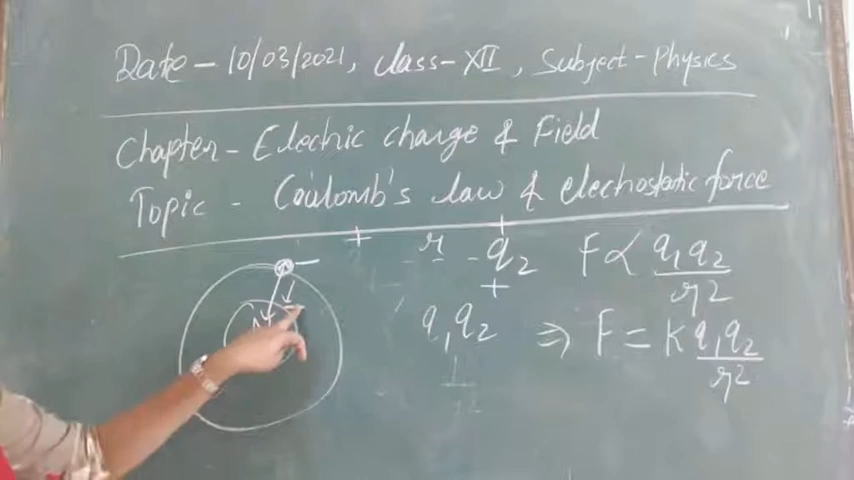 Date - 10/03/2021, class - XII, Subject - Physics
Chapter - Electric charge & Field
Topic - Coulomb's law & electrostatic force
+ r - q2 + F ∝ q1q2/r2
-
+
q1q2 ⇒ F = K q1q2/r2